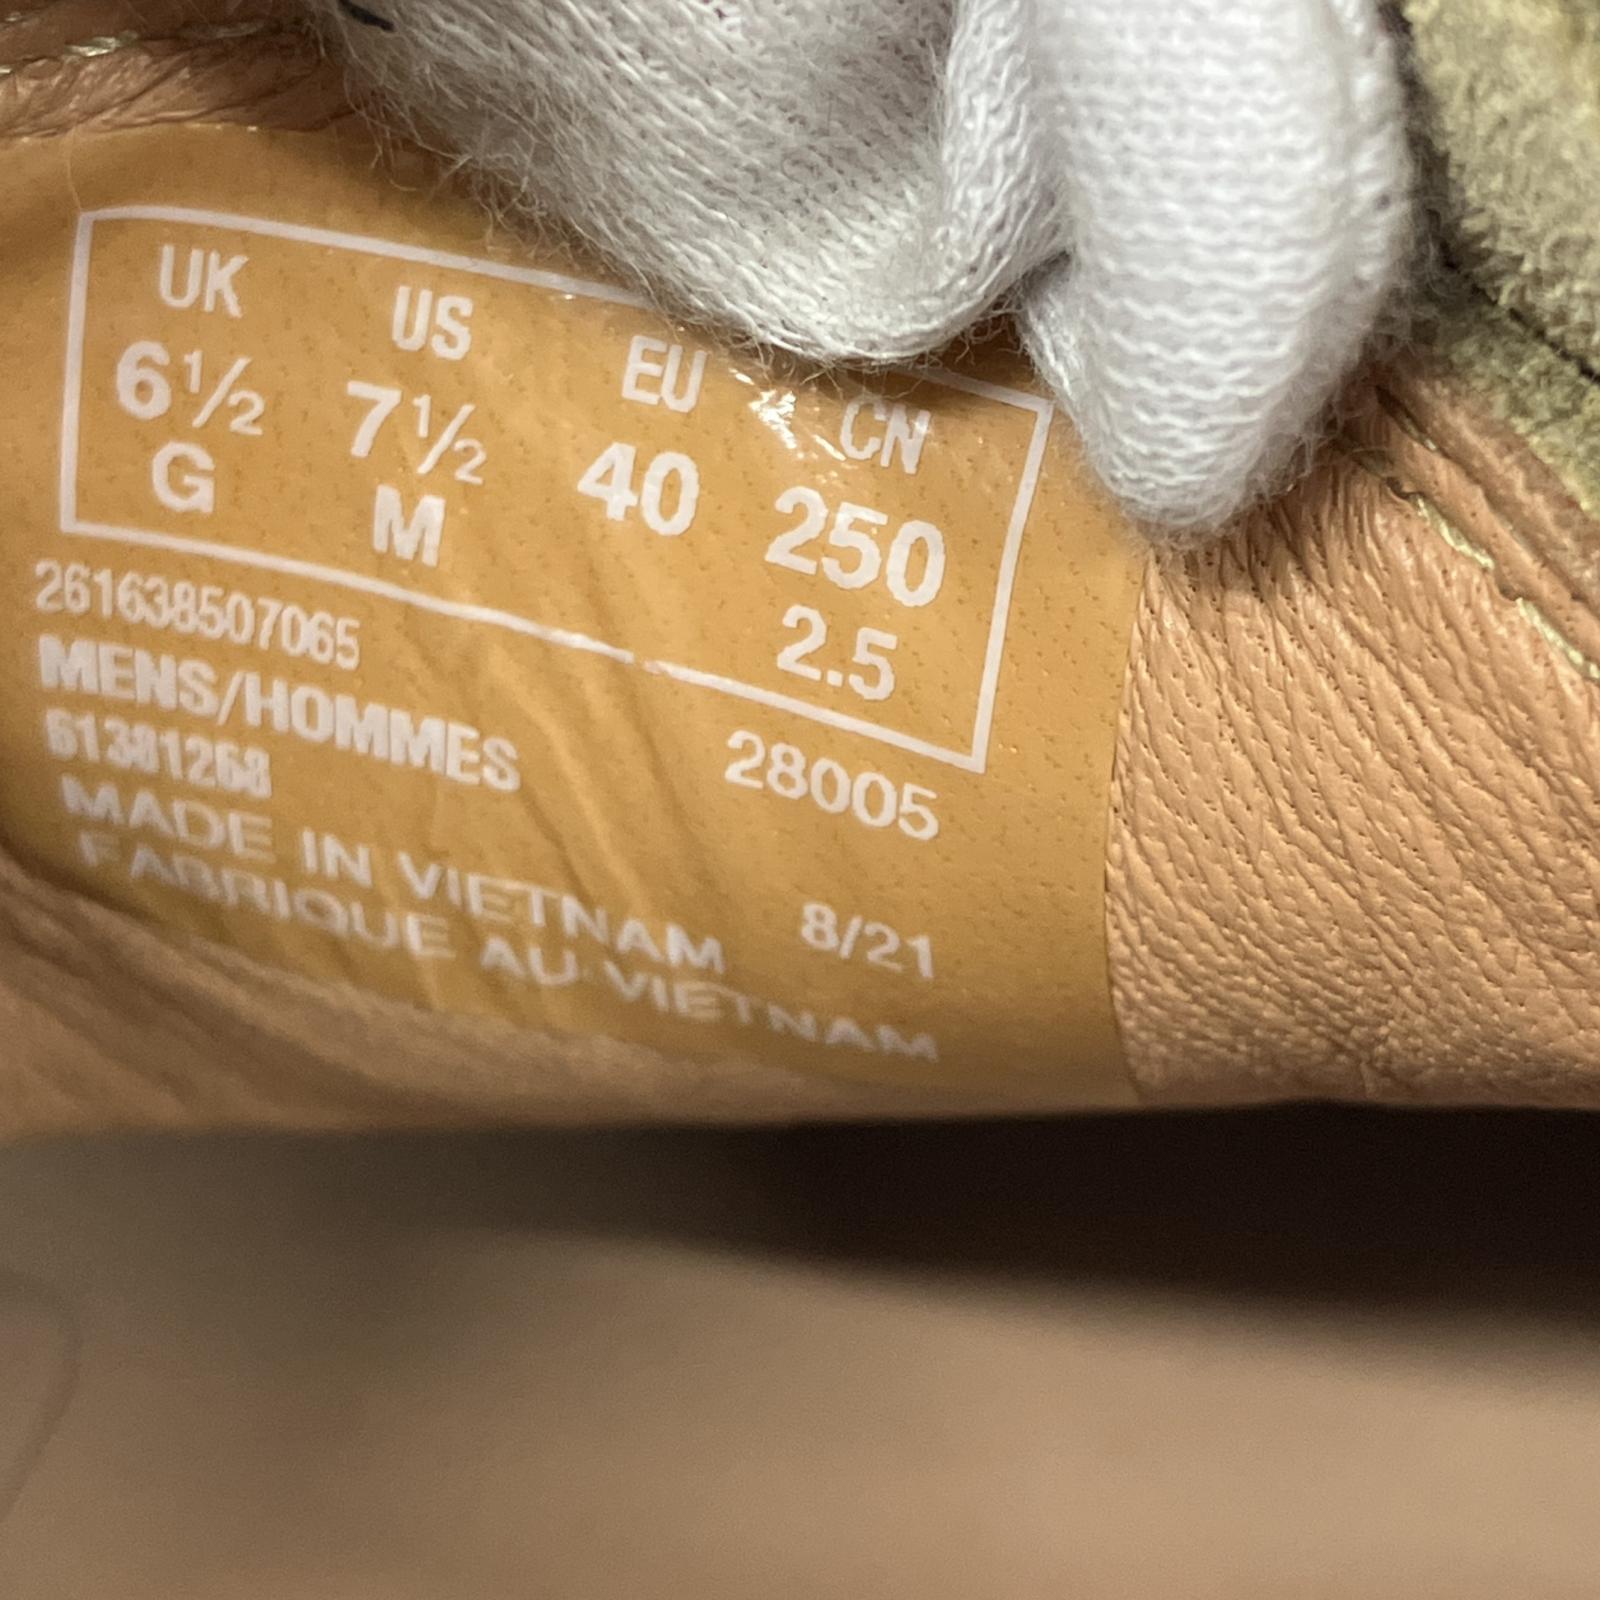 UK US EU CN
6½ 7½ 40 250
G M 2.5
261638507065
MENS/HOMMES 28005
61381268
MADE IN VIETNAM 8/21
FABRIQUE AU VIETNAM